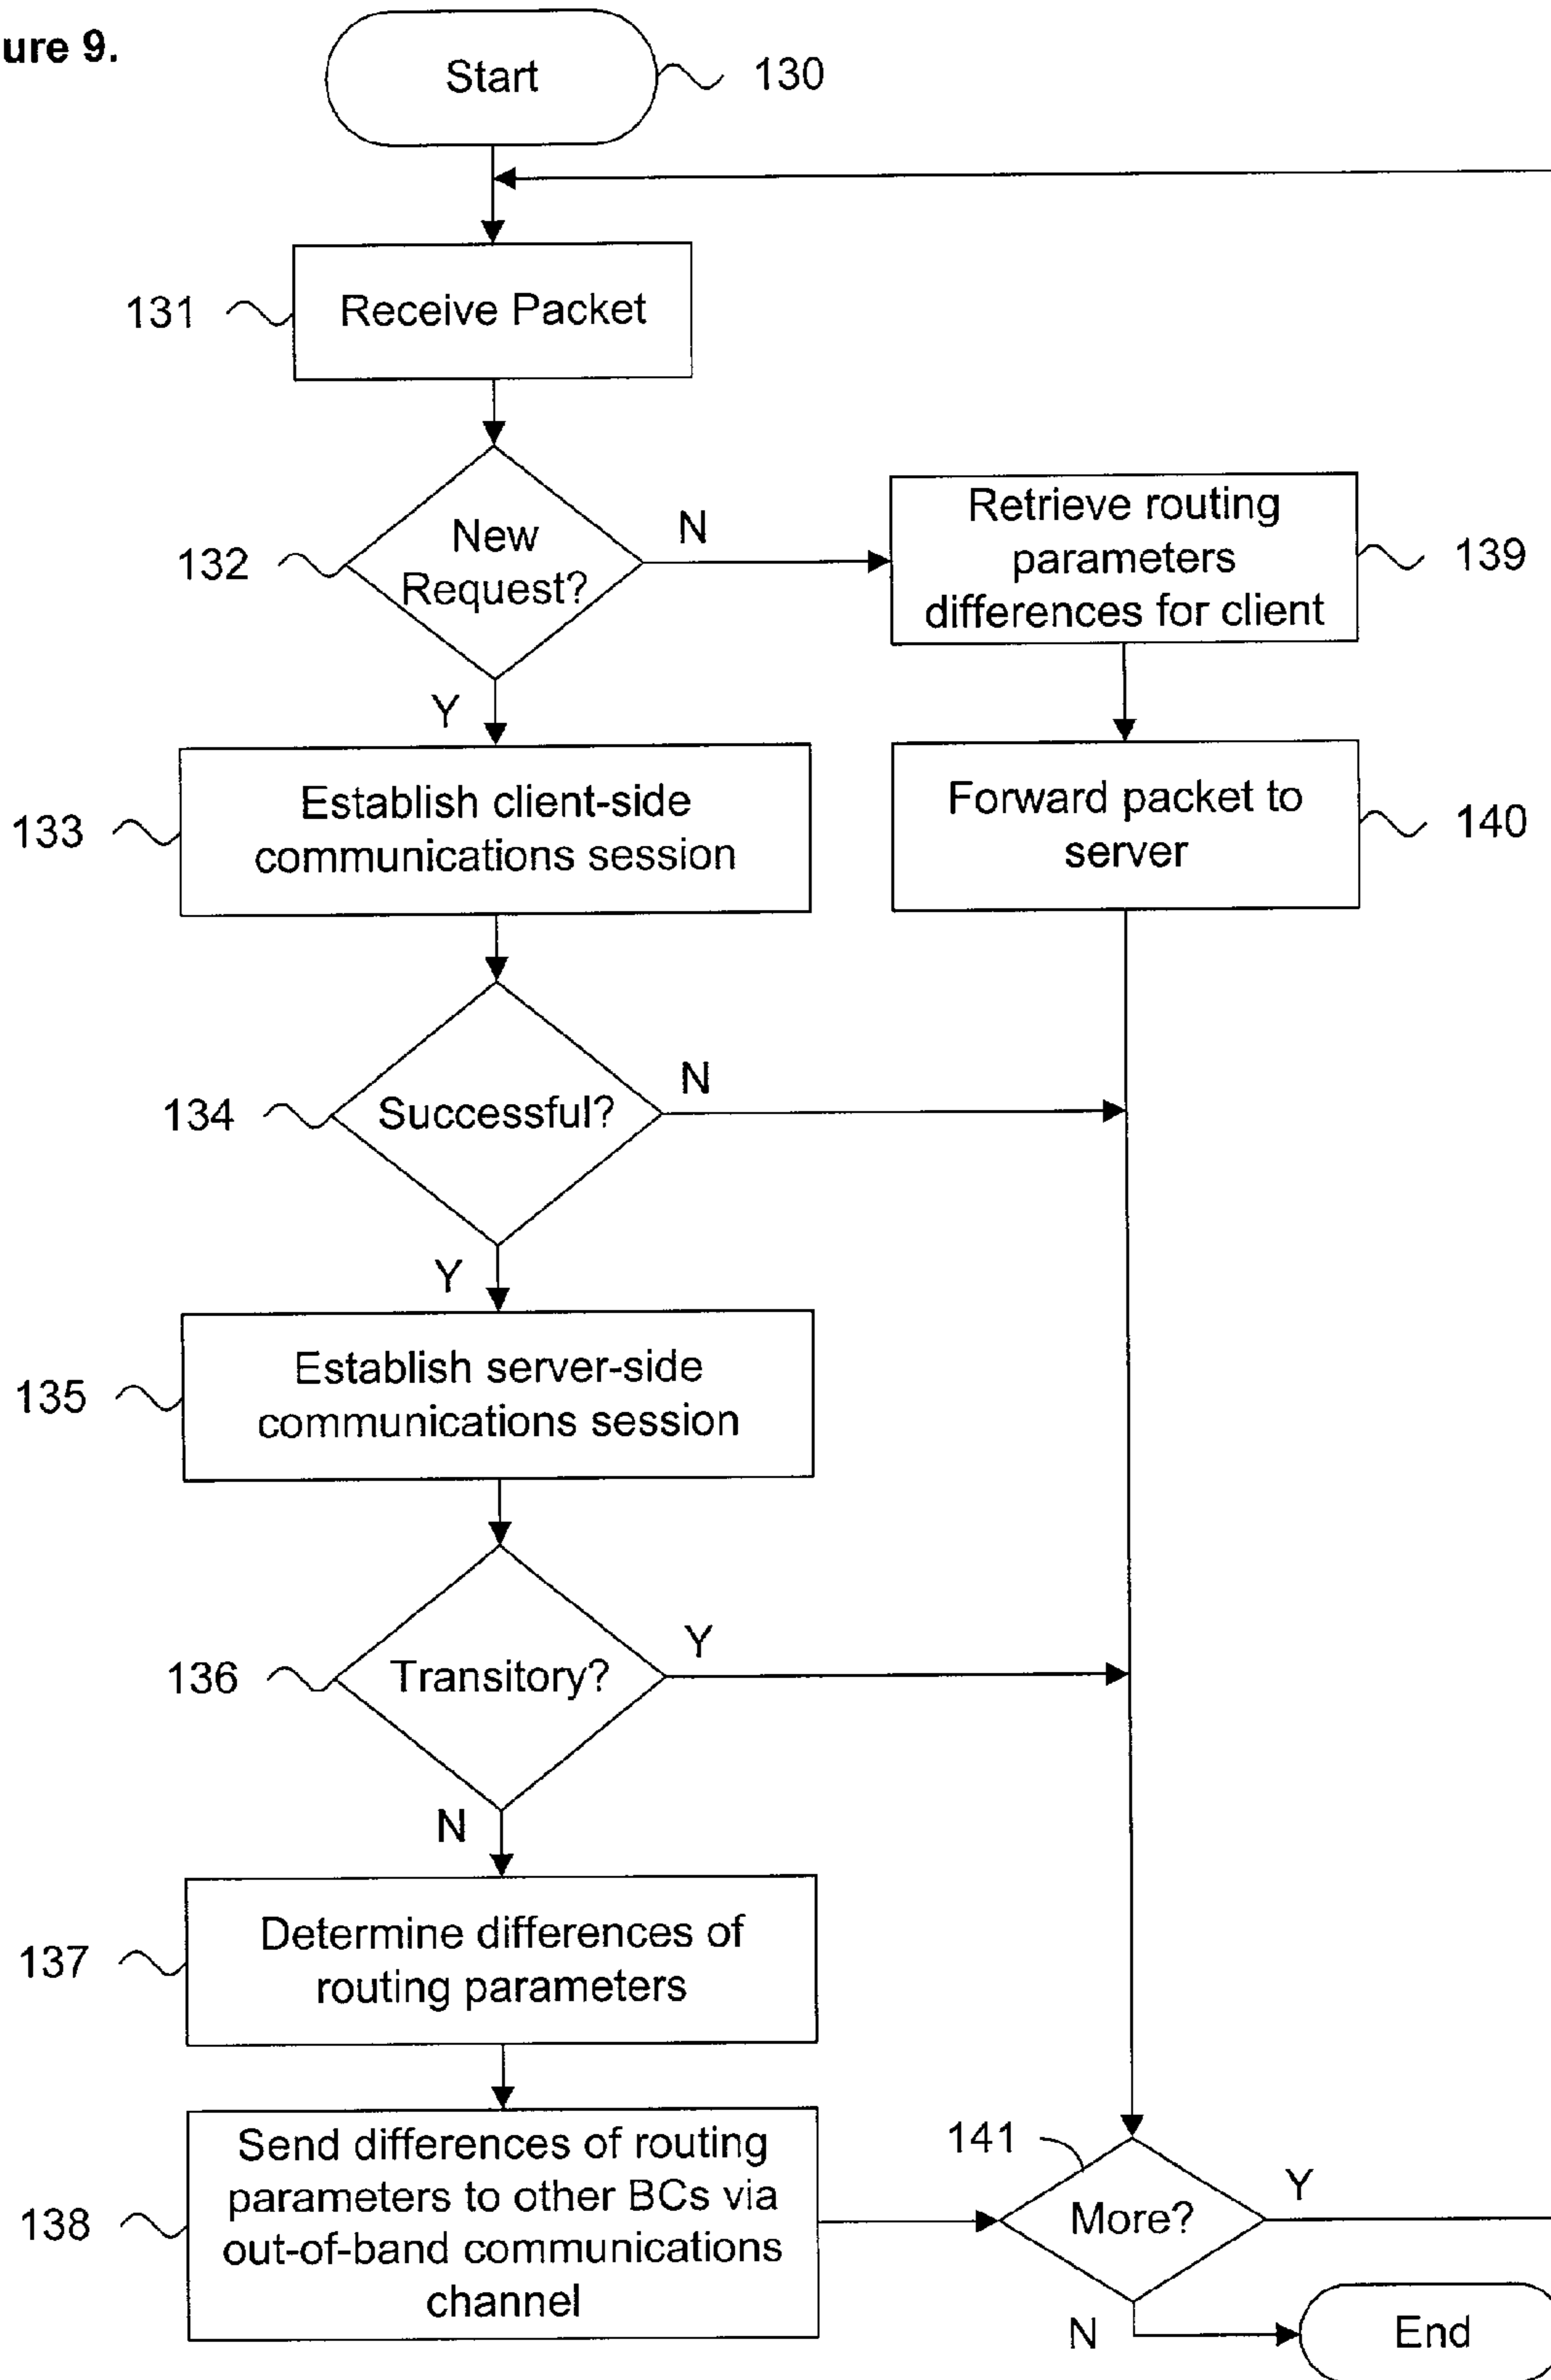 ure 9.
Start
130
131
Receive Packet
132
New
Request?
N
Y
Retrieve routing
parameters
differences for client
139
133
Establish client-side
communications session
Forward packet to
server
140
134
Successful?
N
Y
135
Establish server-side
communications session
136
Transitory?
Y
N
137
Determine differences of
routing parameters
138
Send differences of routing
parameters to other BCs via
out-of-band communications
channel
141
More?
Y
N
End